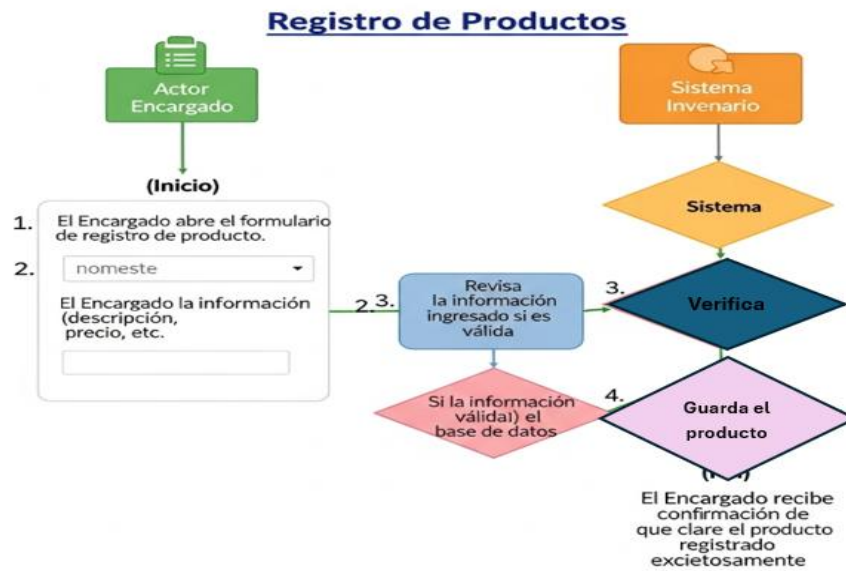 Registro de Productos
Actor
Encargado
Sistema
Invenario
(Inicio)
1. El Encargado abre el formulario
de registro de producto.
2. nomeste
El Encargado la información
(descripción,
precio, etc.
2.3.
Revisa
la información
ingresado si es
válida
Si la información
válida1) el
base de datos
Sistema
3.
Verifica
4.
Guarda el
producto
El Encargado recibe
confirmación de
que clare el producto
registrado
excietosamente